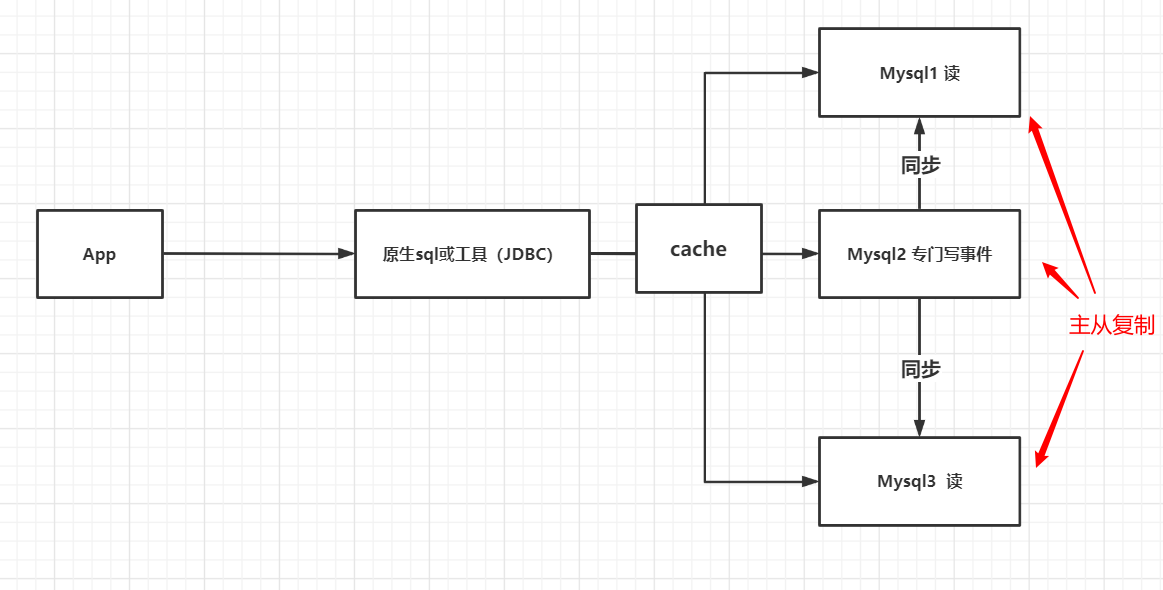 Mysql1 读
同步
App
原生sql或工具（JDBC）
cache
Mysql2 专门写事件
主从复制
同步
Mysql3 读